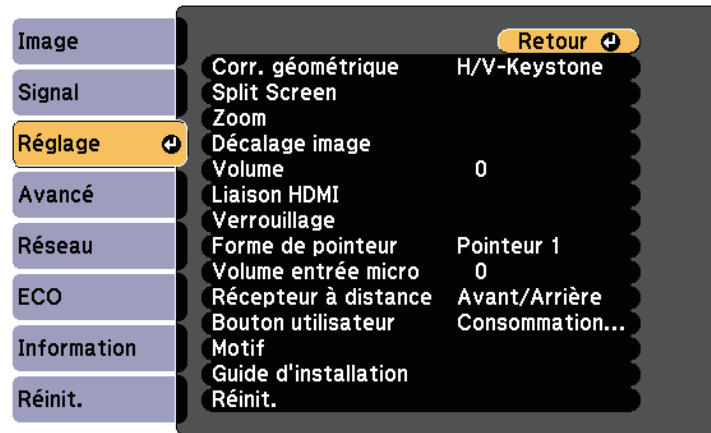 Image
Signal
Réglage
Avancé
Réseau
ECO
Information
Réinit.
Retour
Corr. géométrique H/V-Keystone
Split Screen
Zoom
Décalage image
Volume 0
Liaison HDMI
Verrouillage
Forme de pointeur Pointeur 1
Volume entrée micro 0
Récepteur à distance Avant/Arrière
Bouton utilisateur Consommation...
Motif
Guide d'installation
Réinit.